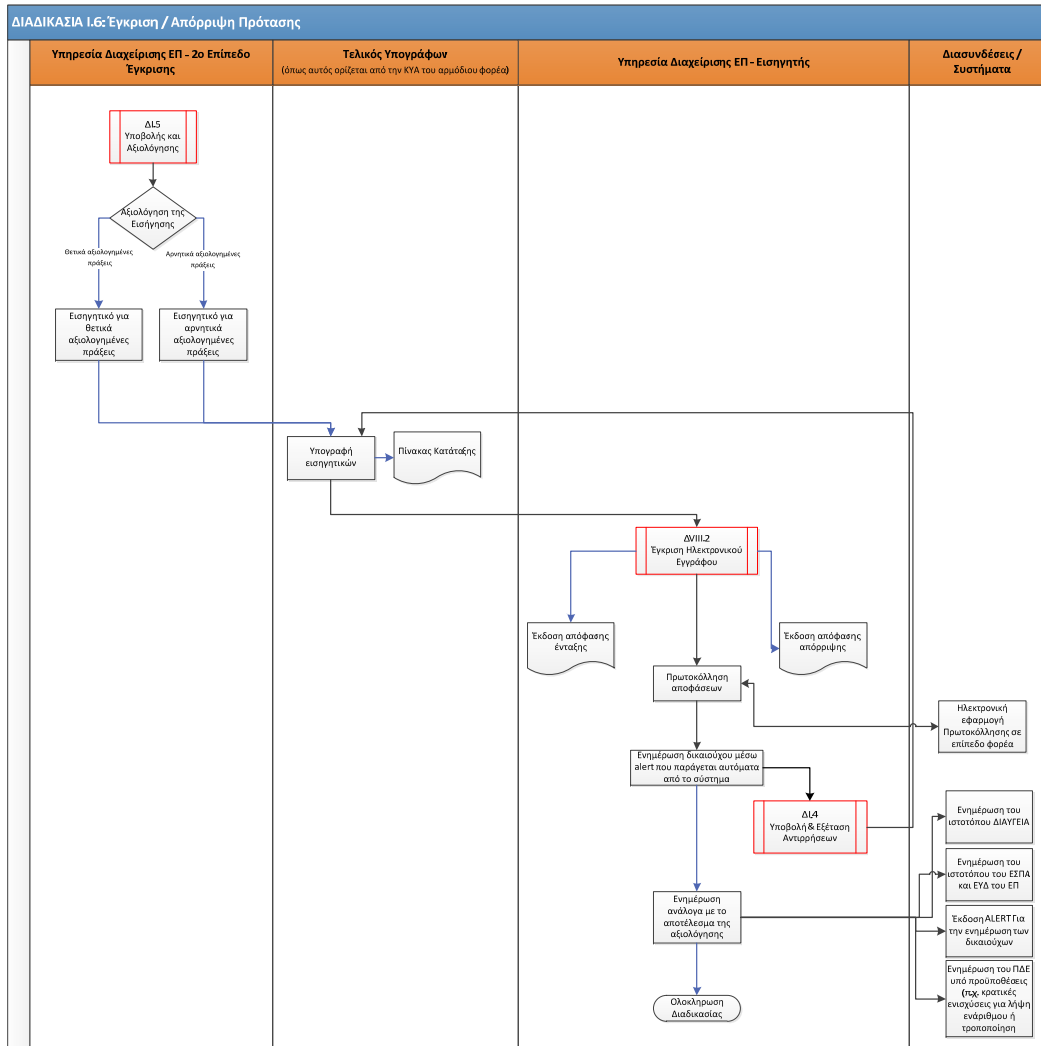 ΔΙΑΔΙΚΑΣΙΑ Ι.6: Έγκριση / Απόρριψη Πρότασης
Υπηρεσία Διαχείρισης ΕΠ – 2ο Επίπεδο
Έγκρισης
Τελικός Υπογράφων
(όπως αυτός ορίζεται από την ΚΥΑ του αρμόδιου φορέα)
Υπηρεσία Διαχείρισης ΕΠ – Εισηγητής
Διασυνδέσεις /
Συστήματα
ΔΙ.5
Υποβολής και
Αξιολόγησης
Αξιολόγηση της
Εισήγησης
Θετικά αξιολογημένες
πράξεις
Αρνητικά αξιολογημένες
πράξεις
Εισηγητικό για
θετικά
αξιολογημένες
πράξεις
Εισηγητικό για
αρνητικά
αξιολογημένες
πράξεις
Υπογραφή
εισηγητικών
Πίνακας Κατάταξης
ΔVIII.2
Έγκριση Ηλεκτρονικού
Εγγράφου
Έκδοση απόφασης
ένταξης
Έκδοση απόφασης
απόρριψης
Πρωτοκόλληση
αποφάσεων
Ηλεκτρονική
εφαρμογή
Πρωτοκόλλησης σε
επίπεδο φορέα
Ενημέρωση δικαιούχου μέσω
alert που παράγεται αυτόματα
από το σύστημα
ΔΙ.4
Υποβολή & Εξέταση
Αντιρρήσεων
Ενημέρωση του
ιστοτόπου ΔΙΑΥΓΕΙΑ
Ενημέρωση του
ιστοτόπου του ΕΣΠΑ
και ΕΥΔ του ΕΠ
Ενημέρωση
ανάλογα με το
αποτέλεσμα της
αξιολόγησης
Έκδοση ALERT Για
την ενημέρωση των
δικαιούχων
Ενημέρωση του ΠΔΕ
υπό προϋποθέσεις
(π.χ. κρατικές
ενισχύσεις για λήψη
ενάριθμου ή
τροποποίηση
Ολοκληρωση
Διαδικασίας